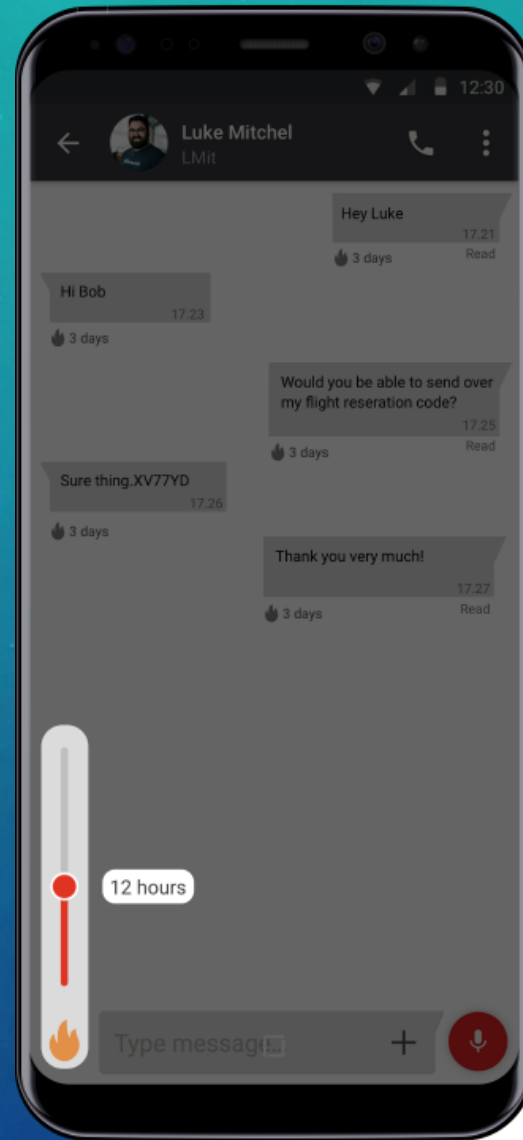 12:30
Luke Mitchel
LMit
Hey Luke
17.21
3 days
Read
Hi Bob
17.23
3 days
Would you be able to send over
my flight reseration code?
17.25
3 days
Read
Sure thing.XV77YD
17.26
3 days
Thank you very much!
17.27
3 days
Read
12 hours
Type message...